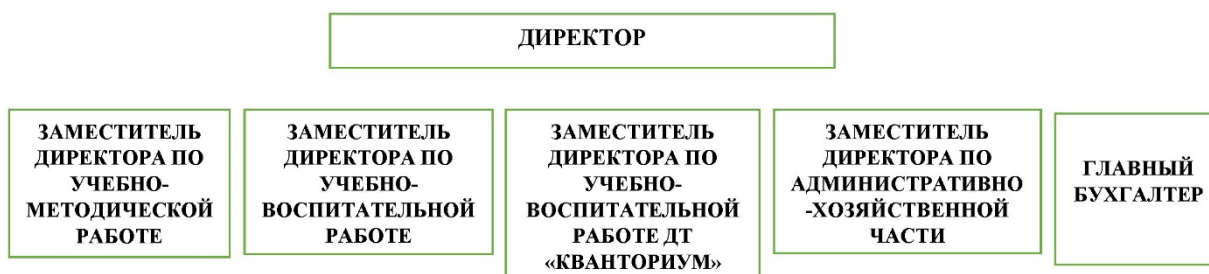 ДИРЕКТОР
ЗАМЕСТИТЕЛЬ
ДИРЕКТОРА ПО
УЧЕБНО-
МЕТОДИЧЕСКОЙ
РАБОТЕ
ЗАМЕСТИТЕЛЬ
ДИРЕКТОРА ПО
УЧЕБНО-
ВОСПИТАТЕЛЬНОЙ
РАБОТЕ
ЗАМЕСТИТЕЛЬ
ДИРЕКТОРА ПО
УЧЕБНО-
ВОСПИТАТЕЛЬНОЙ
РАБОТЕ ДТ
«КВАНТОРИУМ»
ЗАМЕСТИТЕЛЬ
ДИРЕКТОРА ПО
АДМИНИСТРАТИВНО
-ХОЗЯЙСТВЕННОЙ
ЧАСТИ
ГЛАВНЫЙ
БУХГАЛТЕР